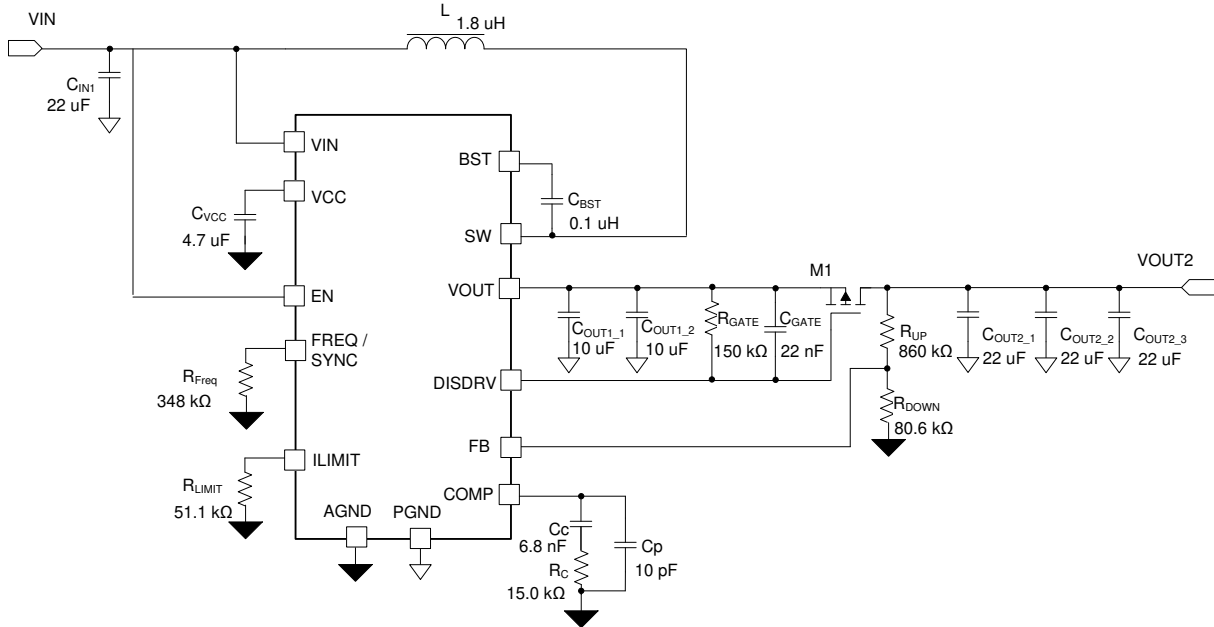 VIN
L
1.8 uH
CIN1
22 uF
VIN
VCC
CVCC
4.7 uF
EN
FREQ /
SYNC
RFreq
348 kΩ
ILIMIT
RLIMIT
51.1 kΩ
AGND
PGND
BST
CBST
0.1 uH
SW
VOUT
DISDRV
FB
COMP
COUT1_1
10 uF
COUT1_2
10 uF
RGATE
150 kΩ
CGATE
22 nF
M1
VOUT2
RUP
860 kΩ
RDOWN
80.6 kΩ
COUT2_1
22 uF
COUT2_2
22 uF
COUT2_3
22 uF
Cc
6.8 nF
RC
15.0 kΩ
Cp
10 pF